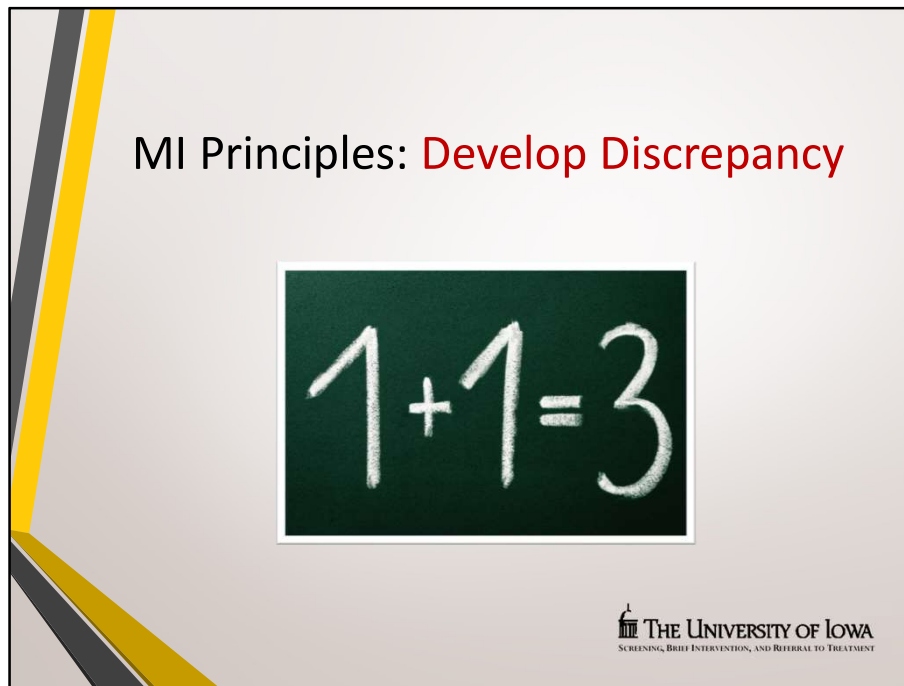 MI Principles: Develop Discrepancy
1+1=3
THE UNIVERSITY OF IOWA
SCREENING, BRIEF INTERVENTION, AND REFERRAL TO TREATMENT